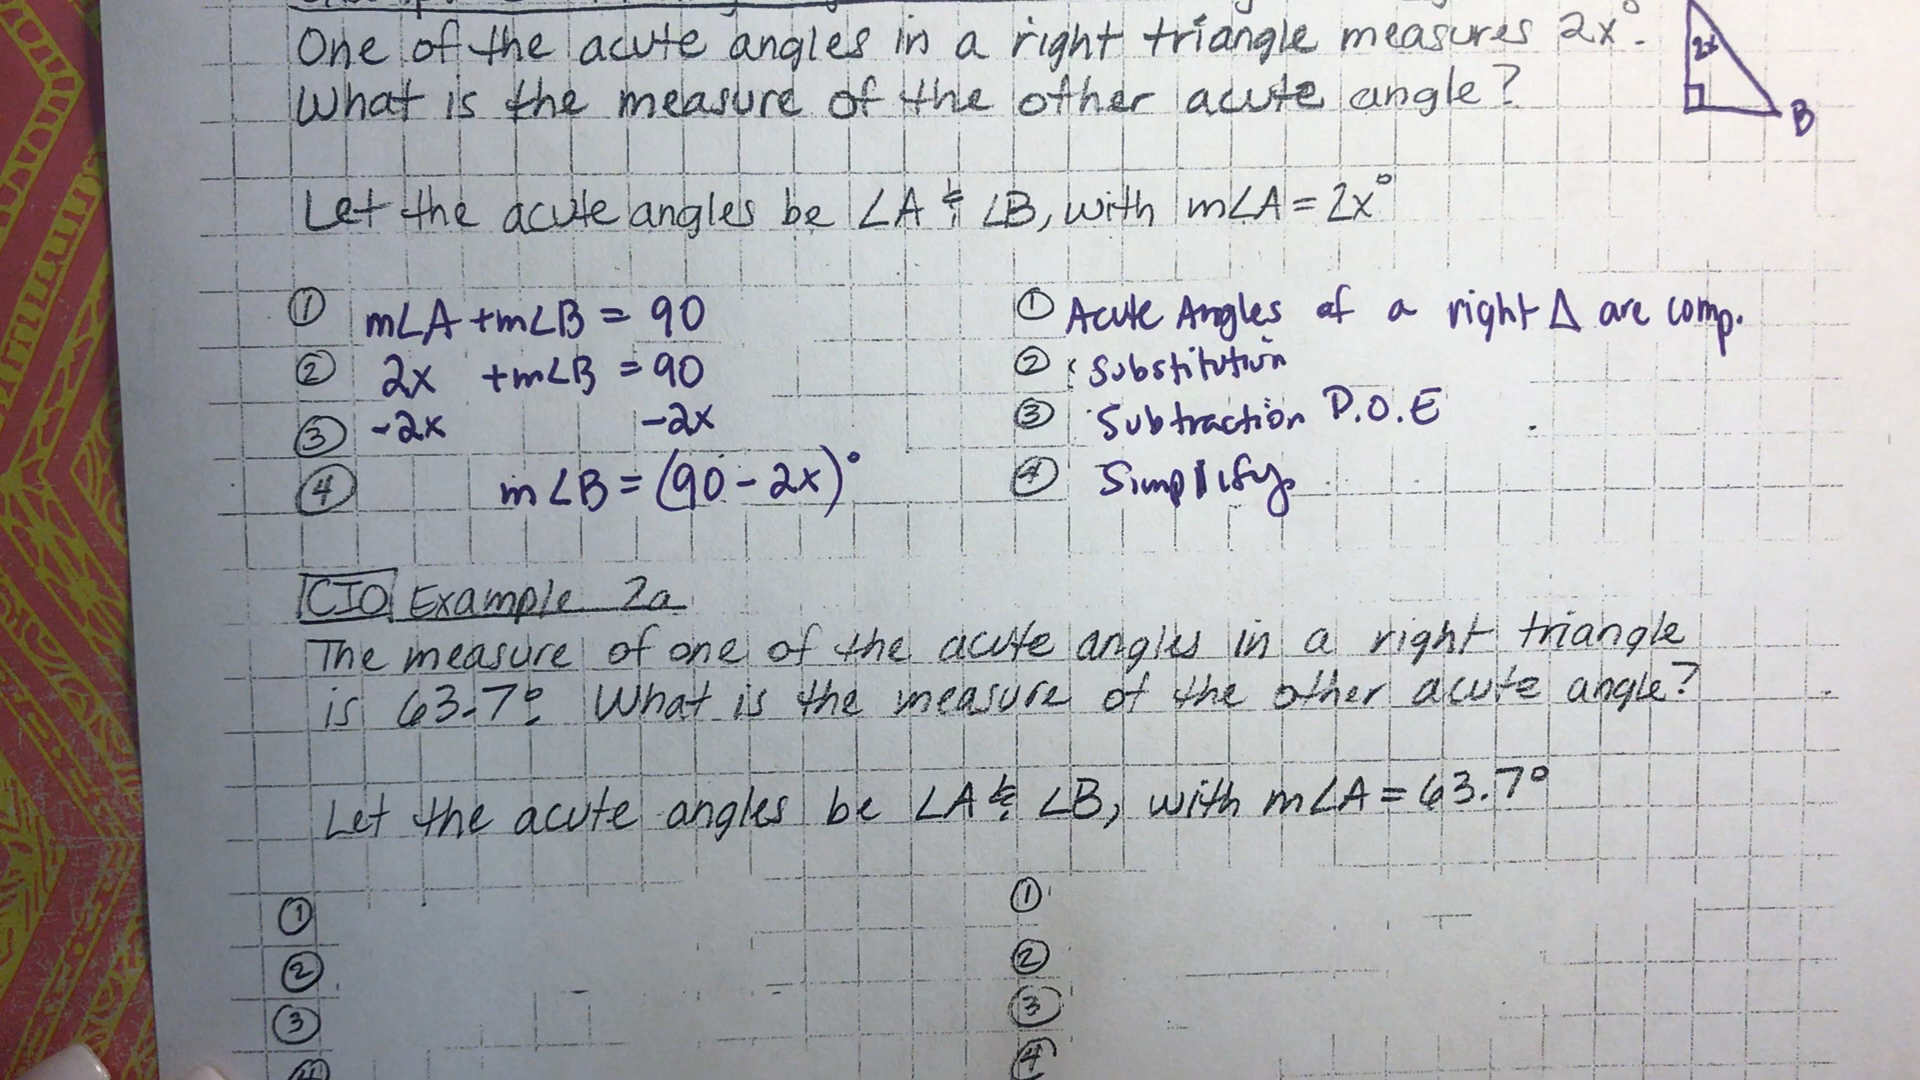 One of the acute angles in a right triangle measures 2x°.
What is the measure of the other acute angle?
2x
B
Let the acute angles be ∠A & ∠B, with m∠A = 2x°
① m∠A + m∠B = 90
② 2x + m∠B = 90
③ -2x -2x
④ m∠B = (90 - 2x)°
① Acute Angles of a right △ are comp.
② Substitution
③ Subtraction P.O.E
④ Simplify
CIO Example 2a
The measure of one of the acute angles in a right triangle
is 63.7°. What is the measure of the other acute angle?
Let the acute angles be ∠A & ∠B, with m∠A = 63.7°
①
②
③
④
①
②
③
④